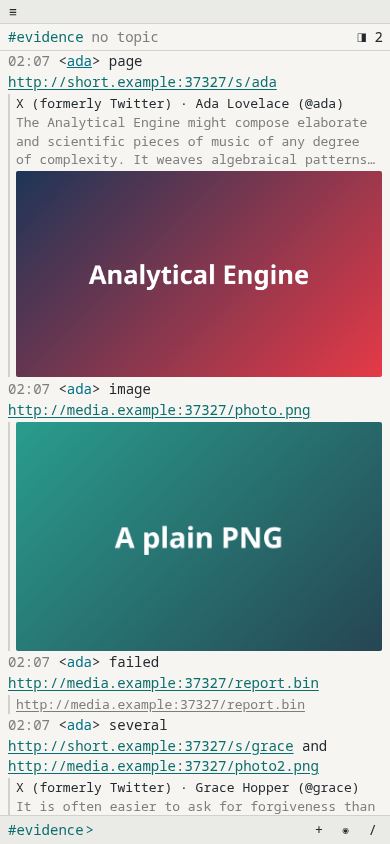 ≡
#evidence no topic ◨ 2
02:07 <ada> page
http://short.example:37327/s/ada
X (formerly Twitter) · Ada Lovelace (@ada)
The Analytical Engine might compose elaborate
and scientific pieces of music of any degree
of complexity. It weaves algebraical patterns…
Analytical Engine
02:07 <ada> image
http://media.example:37327/photo.png
A plain PNG
02:07 <ada> failed
http://media.example:37327/report.bin
http://media.example:37327/report.bin
02:07 <ada> several
http://short.example:37327/s/grace and
http://media.example:37327/photo2.png
X (formerly Twitter) · Grace Hopper (@grace)
It is often easier to ask for forgiveness than
#evidence> + ◉ /